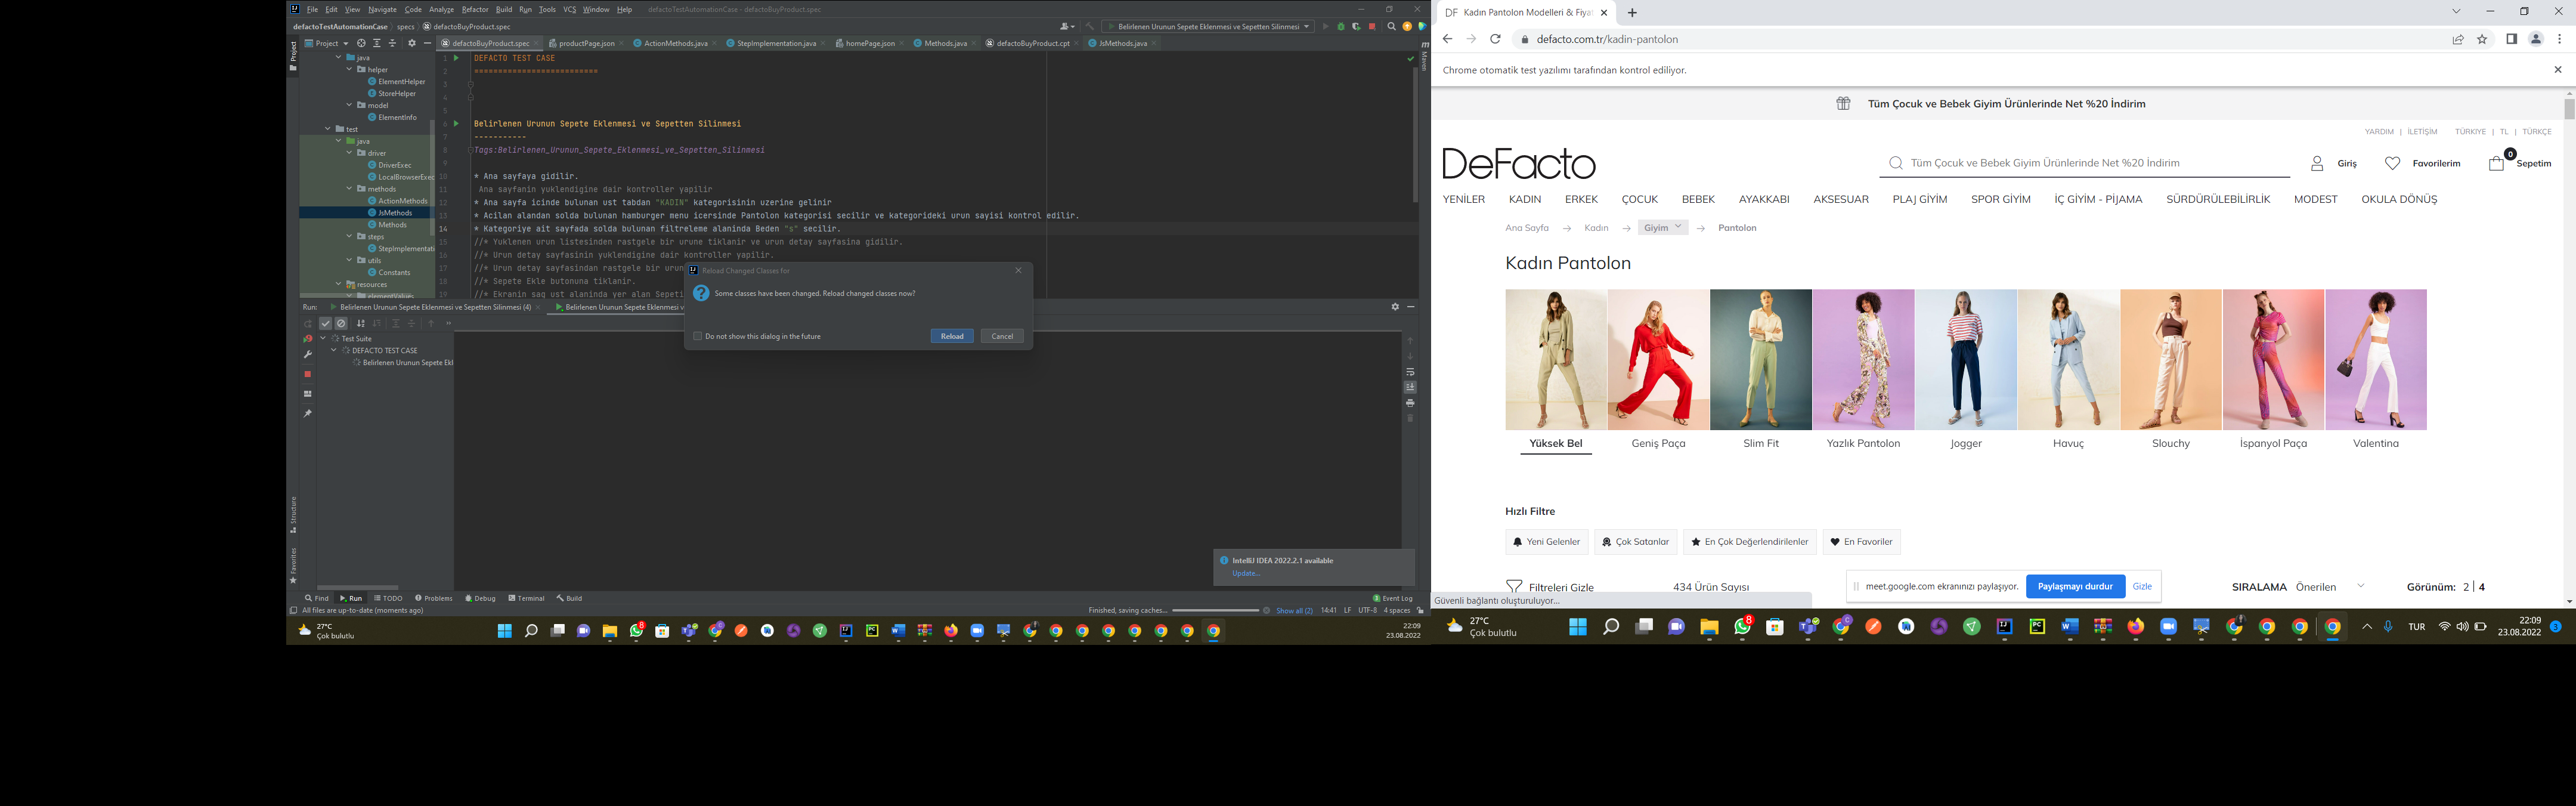 File Edit View Navigate Code Analyze Refactor Build Run Tools VCS Window Help defactoTestAutomationCase - defactoBuyProduct.spec
defactoTestAutomationCase specs defactoBuyProduct.spec
Belirlenen Urunun Sepete Eklenmesi ve Sepetten Silinmesi
Project
defactoBuyProduct.spec productPage.json ActionMethods.java StepImplementation.java homePage.json Methods.java defactoBuyProduct.cpt JsMethods.java
Project
Maven
java
helper
ElementHelper
StoreHelper
model
ElementInfo
test
java
driver
DriverExec
LocalBrowserExec
methods
ActionMethods
JsMethods
Methods
steps
StepImplementati
utils
Constants
resources
elementValues
1 DEFACTO TEST CASE
2 ==========================
3
4
5
6 Belirlenen Urunun Sepete Eklenmesi ve Sepetten Silinmesi
7 -----------
8 Tags:Belirlenen_Urunun_Sepete_Eklenmesi_ve_Sepetten_Silinmesi
9
10 * Ana sayfaya gidilir.
11 Ana sayfanin yuklendigine dair kontroller yapilir
12 * Ana sayfa icinde bulunan ust tabdan "KADIN" kategorisinin uzerine gelinir
13 * Acilan alandan solda bulunan hamburger menu icersinde Pantolon kategorisi secilir ve kategorideki urun sayisi kontrol edilir.
14 * Kategoriye ait sayfada solda bulunan filtreleme alaninda Beden "s" secilir.
15 //* Yuklenen urun listesinden rastgele bir urune tiklanir ve urun detay sayfasina gidilir.
16 //* Urun detay sayfasinin yuklendigine dair kontroller yapilir.
17 //* Urun detay sayfasindan rastgele bir urun
18 //* Sepete Ekle butonuna tiklanir.
19 //* Ekranin sag ust alaninda yer alan Sepeti
Reload Changed Classes for
Some classes have been changed. Reload changed classes now?
Do not show this dialog in the future
Reload Cancel
Run: Belirlenen Urunun Sepete Eklenmesi ve Sepetten Silinmesi (4) Belirlenen Urunun Sepete Eklenmesi v
Test Suite
DEFACTO TEST CASE
Belirlenen Urunun Sepete Ekl
Structure
Favorites
IntelliJ IDEA 2022.2.1 available
Update...
Find Run TODO Problems Debug Terminal Build
3 Event Log
All files are up-to-date (moments ago)
Finished, saving caches... Show all (2) 14:41 LF UTF-8 4 spaces
27°C
Çok bulutlu
8
22:09
23.08.2022
DF Kadın Pantolon Modelleri & Fiya
defacto.com.tr/kadin-pantolon
Chrome otomatik test yazılımı tarafından kontrol ediliyor.
Tüm Çocuk ve Bebek Giyim Ürünlerinde Net %20 İndirim
YARDIM | İLETİŞİM TÜRKIYE | TL | TÜRKÇE
DeFacto
Tüm Çocuk ve Bebek Giyim Ürünlerinde Net %20 İndirim
Giriş Favorilerim 0 Sepetim
YENİLER KADIN ERKEK ÇOCUK BEBEK AYAKKABI AKSESUAR PLAJ GİYİM SPOR GİYİM İÇ GİYİM - PİJAMA SÜRDÜRÜLEBİLİRLİK MODEST OKULA DÖNÜŞ
Ana Sayfa → Kadın → Giyim → Pantolon
Kadın Pantolon
Yüksek Bel Geniş Paça Slim Fit Yazlık Pantolon Jogger Havuç Slouchy İspanyol Paça Valentina
Hızlı Filtre
Yeni Gelenler Çok Satanlar En Çok Değerlendirilenler En Favoriler
Filtreleri Gizle 434 Ürün Sayısı
SIRALAMA Önerilen Görünüm: 2 | 4
meet.google.com ekranınızı paylaşıyor. Paylaşmayı durdur Gizle
Güvenli bağlantı oluşturuluyor...
27°C
Çok bulutlu
8
TUR
22:09
23.08.2022
3